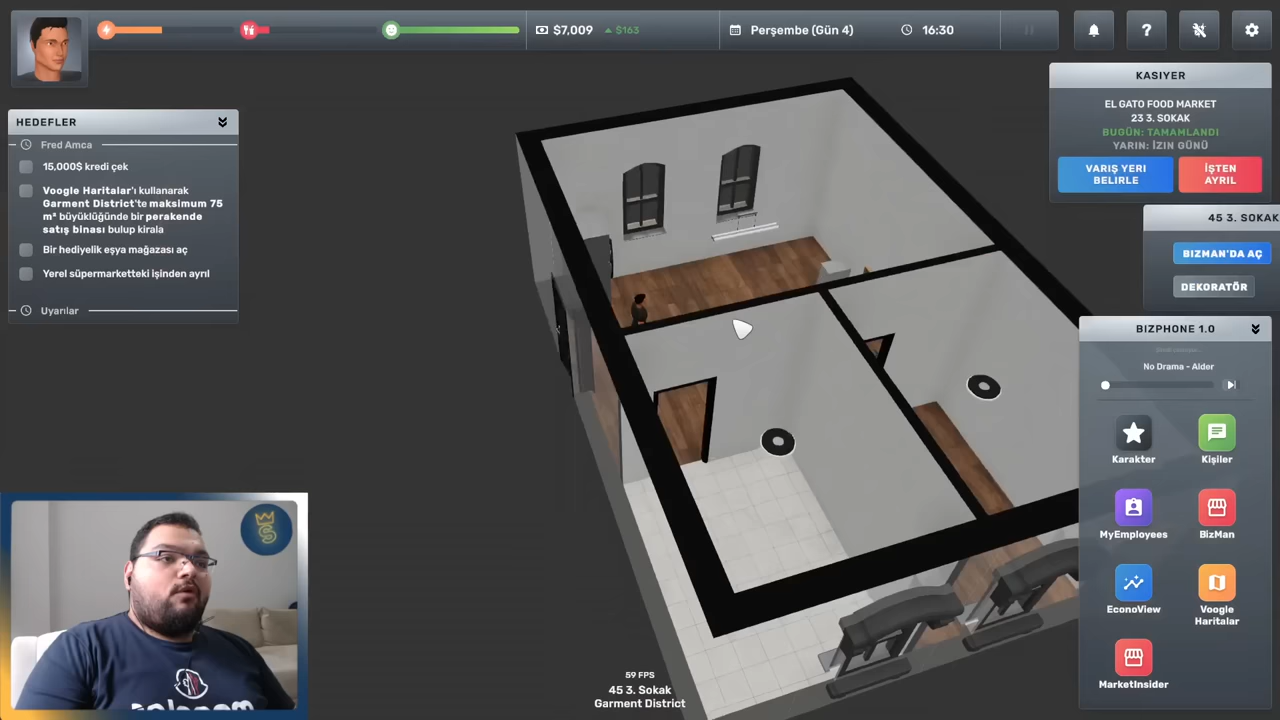 $7,009
$163
Perşembe (Gün 4)
16:30
?
HEDEFLER
Fred Amca
15,000$ kredi çek
Voogle Haritalar'ı kullanarak
Garment District'te maksimum 75
m² büyüklüğünde bir perakende
satış binası bulup kirala
Bir hediyelik eşya mağazası aç
Yerel süpermarketteki işinden ayrıl
Uyarılar
KASIYER
EL GATO FOOD MARKET
23 3. SOKAK
BUGÜN: TAMAMLANDI
YARIN: İZIN GÜNÜ
VARIŞ YERI
BELIRLE
İŞTEN
AYRIL
45 3. SOKAK
BIZMAN'DA AÇ
DEKORATÖR
BIZPHONE 1.0
No Drama - Alder
Karakter
Kişiler
MyEmployees
BizMan
EconoView
Voogle
Haritalar
MarketInsider
59 FPS
45 3. Sokak
Garment District